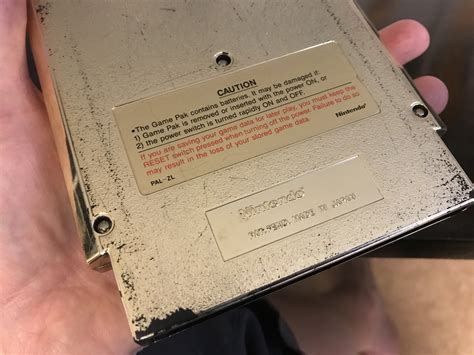 CAUTION
•The Game Pak contains batteries. It may be damaged if:
1) Game Pak is removed or inserted with the power ON, or
2) the power switch is turned rapidly ON and OFF.
If you are saving your game data for later play, you must keep the
RESET switch pressed when turning off the power. Failure to do so
may result in the loss of your stored game data.
PAL-ZL
Nintendo
Nintendo
MADE IN JAPAN